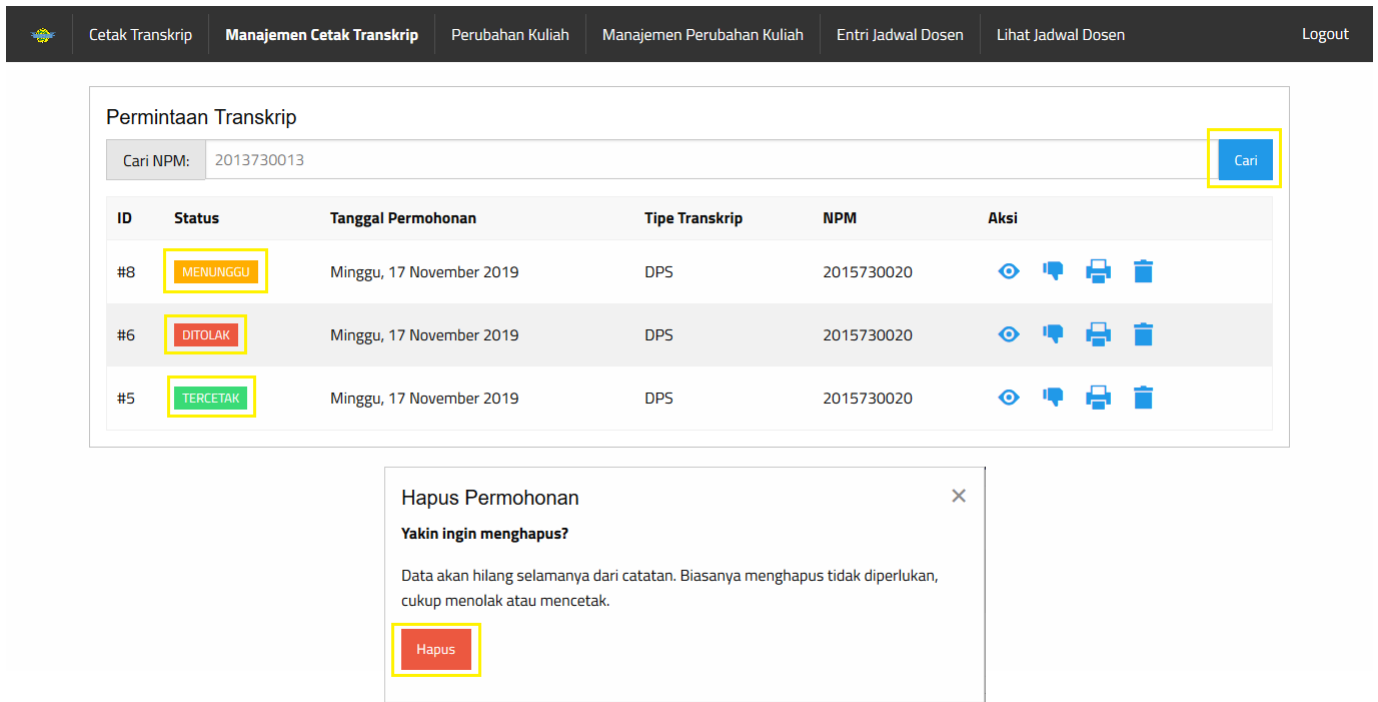 Cetak Transkrip Manajemen Cetak Transkrip Perubahan Kuliah Manajemen Perubahan Kuliah Entri Jadwal Dosen Lihat Jadwal Dosen Logout
Permintaan Transkrip
Cari NPM: 2013730013 Cari
ID Status Tanggal Permohonan Tipe Transkrip NPM Aksi
#8 MENUNGGU Minggu, 17 November 2019 DPS 2015730020
#6 DITOLAK Minggu, 17 November 2019 DPS 2015730020
#5 TERCETAK Minggu, 17 November 2019 DPS 2015730020
Hapus Permohonan ×
Yakin ingin menghapus?
Data akan hilang selamanya dari catatan. Biasanya menghapus tidak diperlukan,
cukup menolak atau mencetak.
Hapus